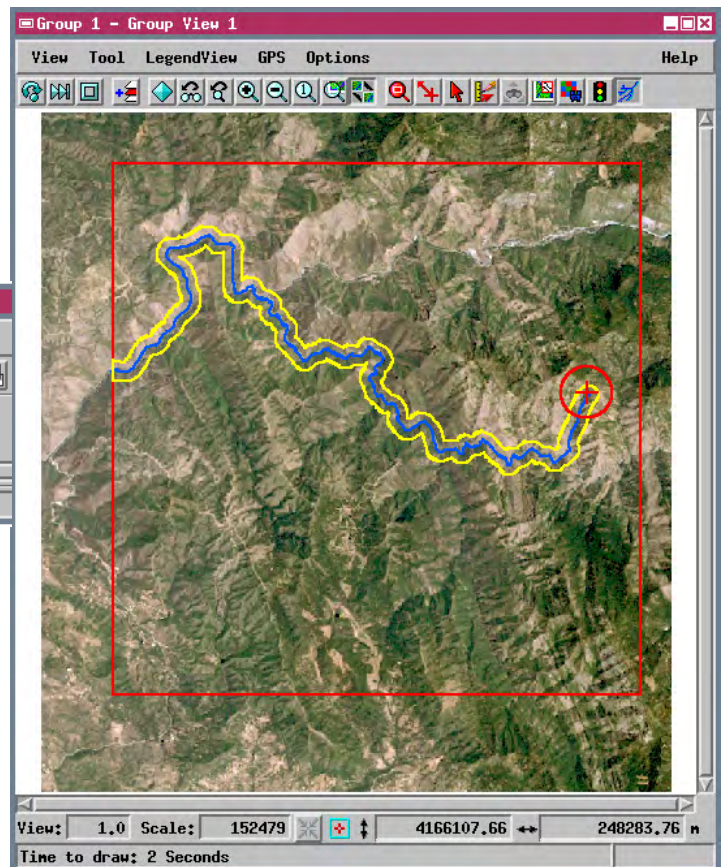 Group 1 - Group View 1
View Tool LegendView GPS Options Help
View: 1.0 Scale: 152479 4166107.66 248283.76 m
Time to draw: 2 Seconds